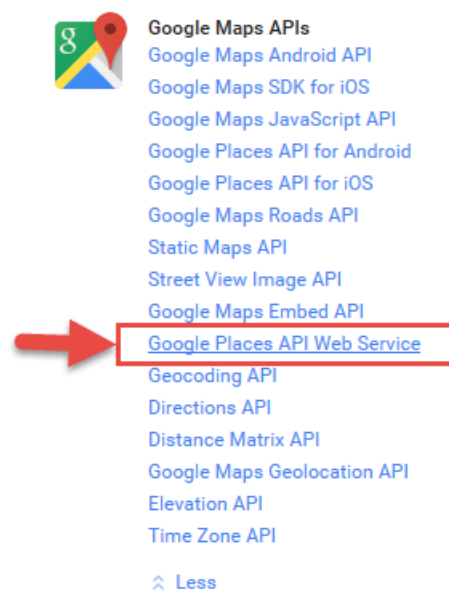 g
Google Maps APIs
Google Maps Android API
Google Maps SDK for iOS
Google Maps JavaScript API
Google Places API for Android
Google Places API for iOS
Google Maps Roads API
Static Maps API
Street View Image API
Google Maps Embed API
Google Places API Web Service
Geocoding API
Directions API
Distance Matrix API
Google Maps Geolocation API
Elevation API
Time Zone API
Less